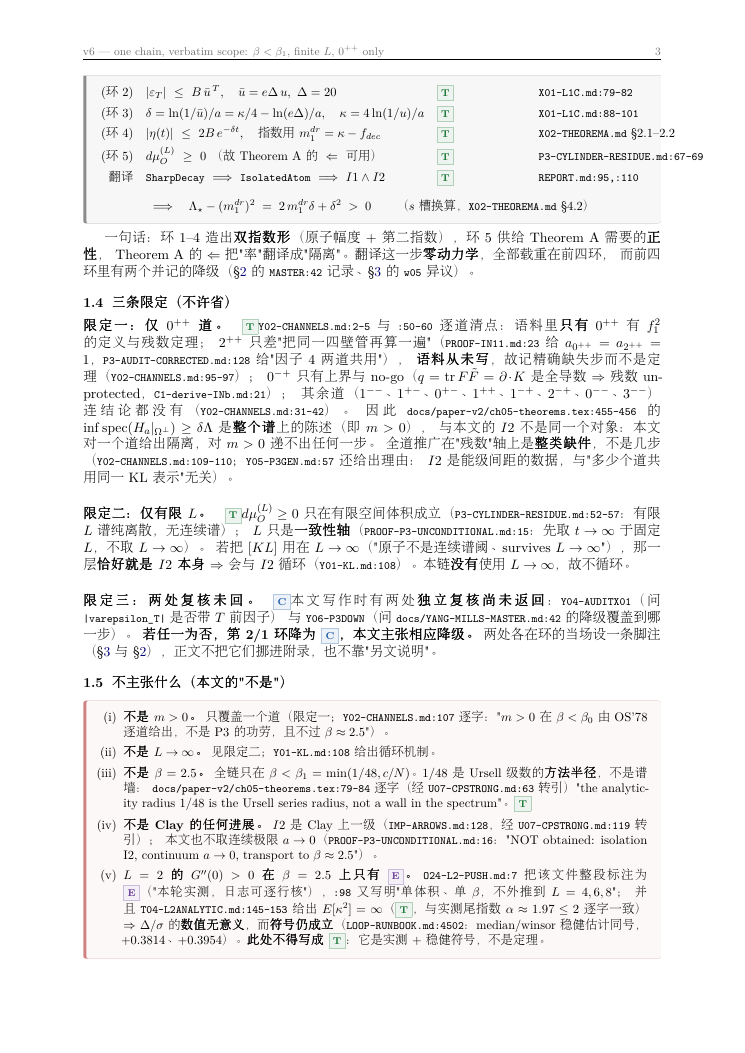 v6 — one chain, verbatim scope: β < β₁, finite L, 0⁺⁺ only 3
(环 2) |ε_T| ≤ B ū^T, ū = eΔu, Δ = 20 T X01-L1C.md:79-82
(环 3) δ = ln(1/ū)/a = κ/4 − ln(eΔ)/a, κ = 4 ln(1/u)/a T X01-L1C.md:88-101
(环 4) |η(t)| ≤ 2B e^{−δt}, 指数用 m₁^{dr} = κ − f_{dec} T X02-THEOREMA.md §2.1–2.2
(环 5) dμ_O^{(L)} ≥ 0 (故 Theorem A 的 ⇐ 可用) T P3-CYLINDER-RESIDUE.md:67-69
翻译 SharpDecay ⟹ IsolatedAtom ⟹ I1 ∧ I2 T REPORT.md:95,:110
⟹ Λ⋆ − (m₁^{dr})² = 2 m₁^{dr} δ + δ² > 0 (s 槽换算, X02-THEOREMA.md §4.2)
一句话：环 1–4 造出双指数形（原子幅度 + 第二指数）, 环 5 供给 Theorem A 需要的正
性, Theorem A 的 ⇐ 把"率"翻译成"隔离"。翻译这一步零动力学, 全部载重在前四环, 而前四
环里有两个并记的降级（§2 的 MASTER:42 记录、§3 的 w05 异议）。
1.4 三条限定（不许省）
限定一：仅 0⁺⁺ 道。 T Y02-CHANNELS.md:2-5 与 :50-60 逐道清点：语料里只有 0⁺⁺ 有 f₁²
的定义与残数定理； 2⁺⁺ 只差"把同一四壁管再算一遍"（PROOF-IN11.md:23 给 a_{0⁺⁺} = a_{2⁺⁺} =
1, P3-AUDIT-CORRECTED.md:128 给"因子 4 两道共用"）, 语料从未写, 故记精确缺失步而不是定
理（Y02-CHANNELS.md:95-97）； 0⁻⁺ 只有上界与 no-go（q = tr FF̃ = ∂·K 是全导数 ⇒ 残数 un-
protected, C1-derive-INb.md:21）； 其余道（1⁻⁻、1⁺⁻、0⁺⁻、1⁺⁺、1⁻⁺、2⁻⁺、0⁻⁻、3⁻⁻）
连结论都没有（Y02-CHANNELS.md:31-42）。因此 docs/paper-v2/ch05-theorems.tex:455-456 的
inf spec(H_a|_{Ω⊥}) ≥ δΛ 是整个谱上的陈述（即 m > 0）, 与本文的 I2 不是同一个对象：本文
对一个道给出隔离, 对 m > 0 递不出任何一步。 全道推广在"残数"轴上是整类缺件, 不是几步
（Y02-CHANNELS.md:109-110; Y05-P3GEN.md:57 还给出理由： I2 是能级间距的数据, 与"多少个道共
用同一 KL 表示"无关）。
限定二：仅有限 L。 T dμ_O^{(L)} ≥ 0 只在有限空间体积成立（P3-CYLINDER-RESIDUE.md:52-57: 有限
L 谱纯离散, 无连续谱）； L 只是一致性轴（PROOF-P3-UNCONDITIONAL.md:15: 先取 t → ∞ 于固定
L, 不取 L → ∞）。若把 [KL] 用在 L → ∞（"原子不是连续谱阈、survives L → ∞"）, 那一
层恰好就是 I2 本身 ⇒ 会与 I2 循环（Y01-KL.md:108）。本链没有使用 L → ∞, 故不循环。
限定三：两处复核未回。 C 本文写作时有两处独立复核尚未返回：Y04-AUDITX01（问
|varepsilon_T| 是否带 T 前因子） 与 Y06-P3DOWN（问 docs/YANG-MILLS-MASTER.md:42 的降级覆盖到哪
一步）。若任一为否, 第 2/1 环降为 C , 本文主张相应降级。 两处各在环的当场设一条脚注
（§3 与 §2）, 正文不把它们挪进附录, 也不靠"另文说明"。
1.5 不主张什么（本文的"不是"）
(i) 不是 m > 0。 只覆盖一个道（限定一; Y02-CHANNELS.md:107 逐字："m > 0 在 β < β₀ 由 OS'78
逐道给出, 不是 P3 的功劳, 且不过 β ≈ 2.5"）。
(ii) 不是 L → ∞。 见限定二; Y01-KL.md:108 给出循环机制。
(iii) 不是 β = 2.5。全链只在 β < β₁ = min(1/48, c/N)。1/48 是 Ursell 级数的方法半径, 不是谱
墙： docs/paper-v2/ch05-theorems.tex:79-84 逐字（经 U07-CPSTRONG.md:63 转引）"the analytic-
ity radius 1/48 is the Ursell series radius, not a wall in the spectrum"。 T
(iv) 不是 Clay 的任何进展。I2 是 Clay 上一级（IMP-ARROWS.md:128, 经 U07-CPSTRONG.md:119 转
引）； 本文也不取连续极限 a → 0（PROOF-P3-UNCONDITIONAL.md:16: "NOT obtained: isolation
I2, continuum a → 0, transport to β ≈ 2.5"）。
(v) L = 2 的 G″(0) > 0 在 β = 2.5 上只有 E 。 O24-L2-PUSH.md:7 把该文件整段标注为
E（"本轮实测, 日志可逐行核"）, :98 又写明"单体积、单 β, 不外推到 L = 4,6,8"； 并
且 T04-L2ANALYTIC.md:145-153 给出 E[κ²] = ∞（ T , 与实测尾指数 α ≈ 1.97 ≤ 2 逐字一致）
⇒ Δ/σ 的数值无意义, 而符号仍成立（LOOP-RUNBOOK.md:4502: median/winsor 稳健估计同号,
+0.3814、+0.3954）。此处不得写成 T ; 它是实测 + 稳健符号, 不是定理。